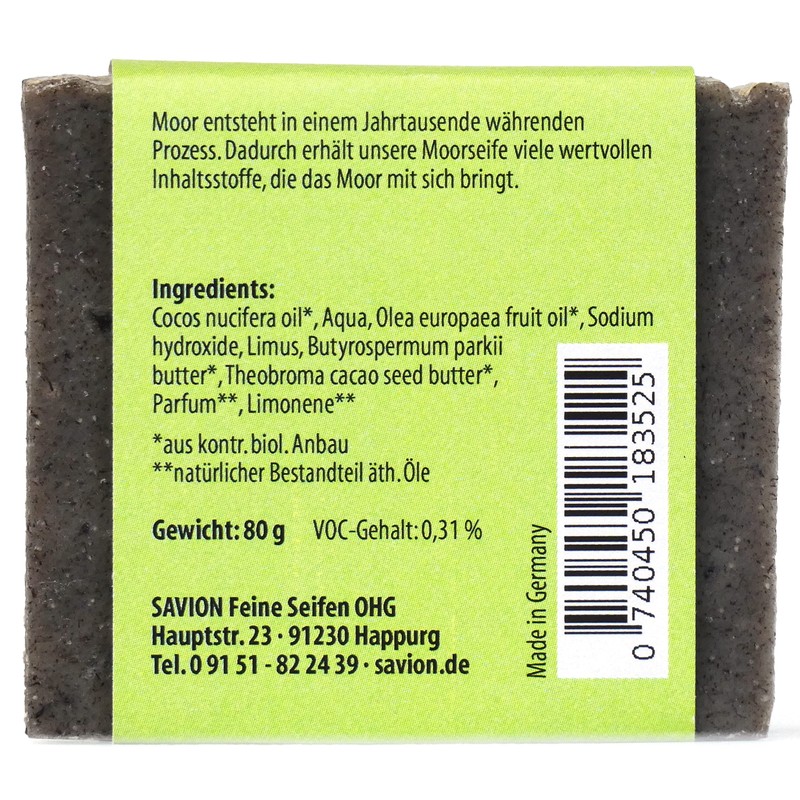 Moor entsteht in einem Jahrtausende währenden
Prozess. Dadurch erhält unsere Moorseife viele wertvollen
Inhaltsstoffe, die das Moor mit sich bringt.
Ingredients:
Cocos nucifera oil*, Aqua, Olea europaea fruit oil*, Sodium
hydroxide, Limus, Butyrospermum parkii
butter*, Theobroma cacao seed butter*,
Parfum**, Limonene**
*aus kontr. biol. Anbau
**natürlicher Bestandteil äth. Öle
Gewicht: 80 g VOC-Gehalt: 0,31 %
SAVION Feine Seifen OHG
Hauptstr. 23 · 91230 Happurg
Tel. 0 91 51 - 82 24 39 · savion.de
Made in Germany
0 740450 183525